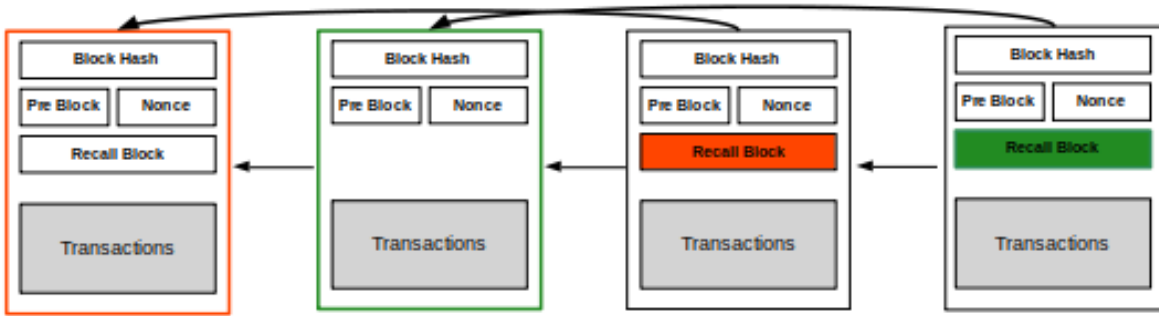 Block Hash
Pre Block
Nonce
Recall Block
Transactions
Block Hash
Pre Block
Nonce
Transactions
Block Hash
Pre Block
Nonce
Recall Block
Transactions
Block Hash
Pre Block
Nonce
Recall Block
Transactions